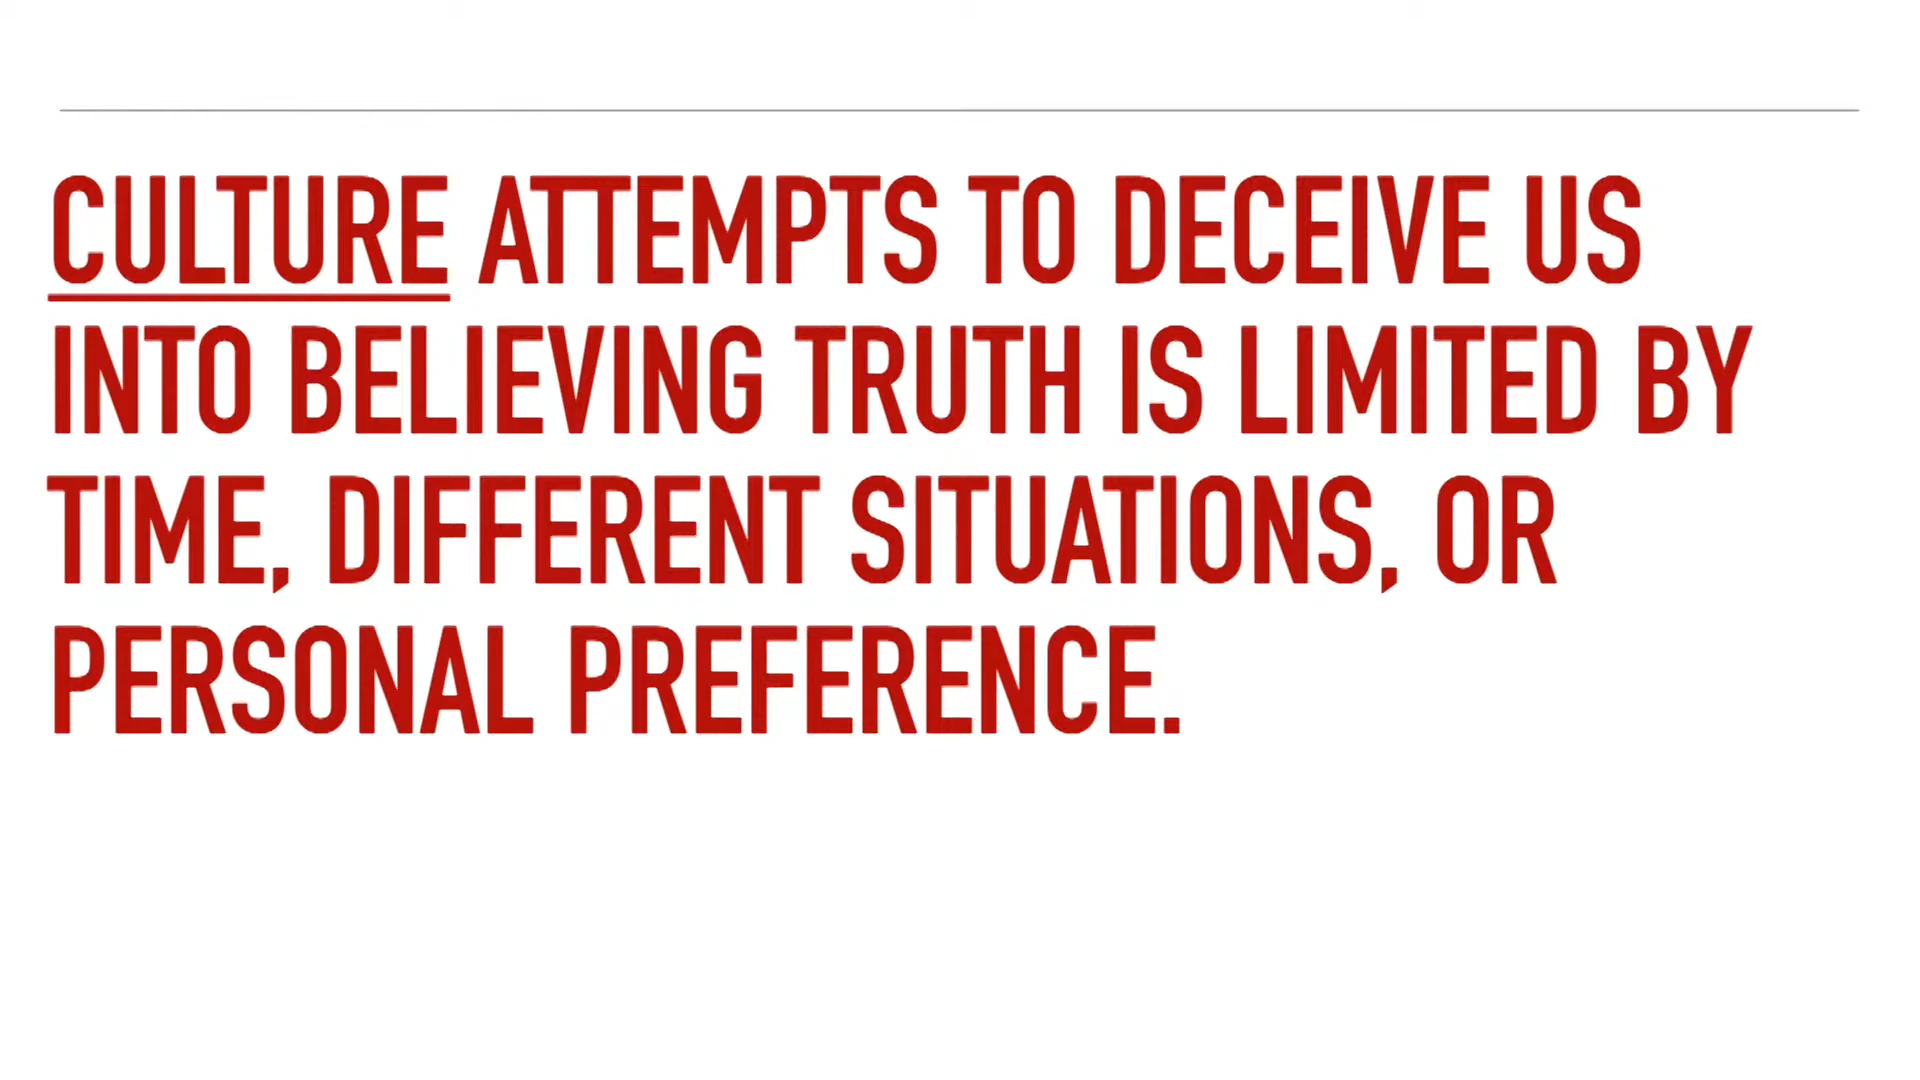 CULTURE ATTEMPTS TO DECEIVE US
INTO BELIEVING TRUTH IS LIMITED BY
TIME, DIFFERENT SITUATIONS, OR
PERSONAL PREFERENCE.